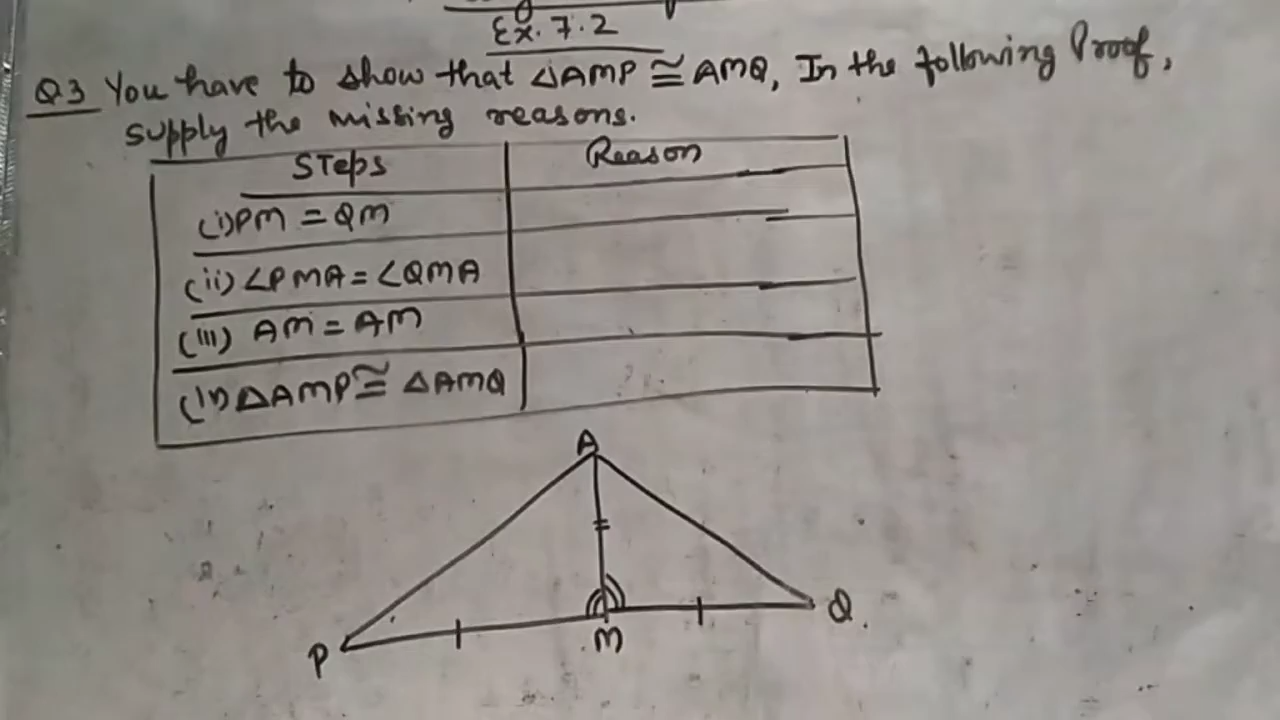 Ex. 7.2
Q3 You have to show that △AMP ≅ AMQ, In the following Proof,
supply the missing reasons.
STeps Reason
(i) PM = QM
(ii) ∠PMA = ∠QMA
(iii) AM = AM
(iv) △AMP ≅ △AMQ
A
P M Q.